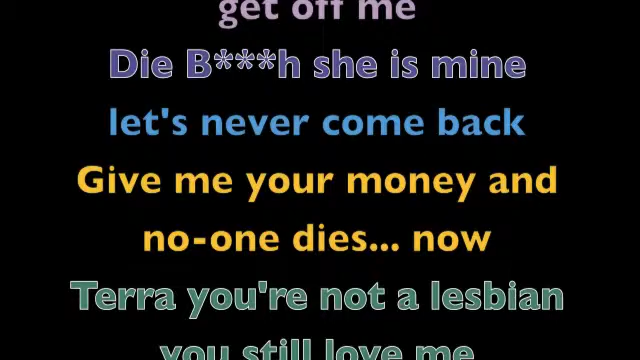 get off me
Die B***h she is mine
let's never come back
Give me your money and
no-one dies... now
Terra you're not a lesbian
you still love me